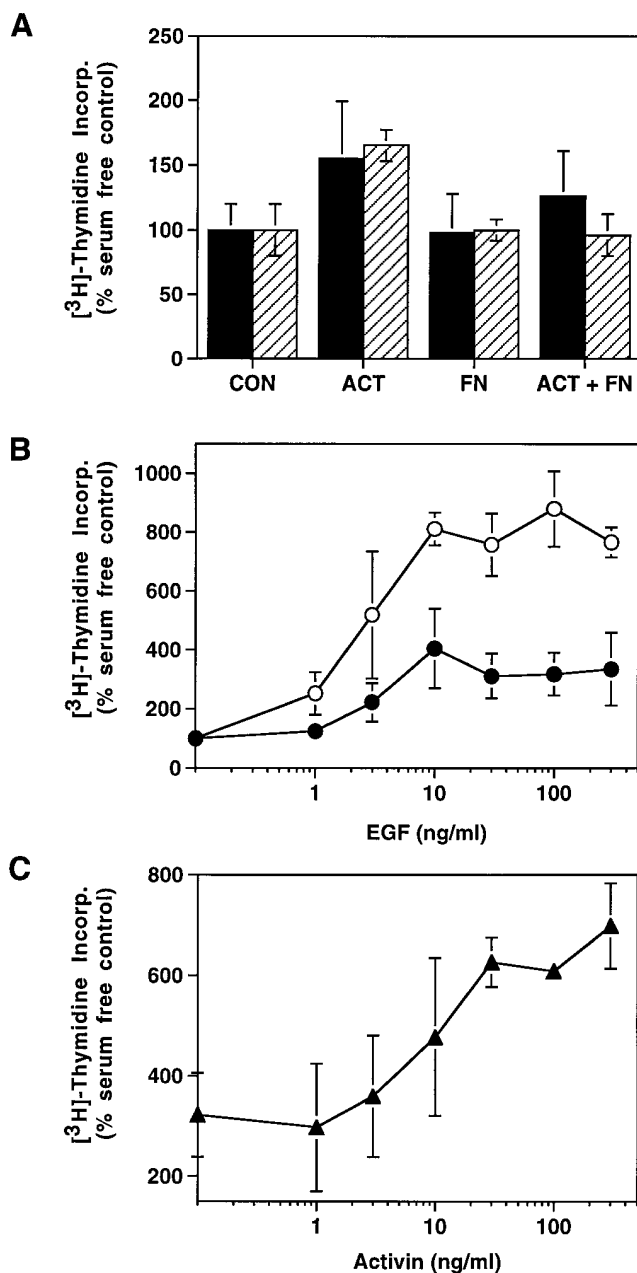 A
[³H]-Thymidine Incorp.
(% serum free control)
250
200
150
100
50
0
CON ACT FN ACT + FN
B
[³H]-Thymidine Incorp.
(% serum free control)
1000
800
600
400
200
0
1 10 100
EGF (ng/ml)
C
[³H]-Thymidine Incorp.
(% serum free control)
800
600
400
200
1 10 100
Activin (ng/ml)